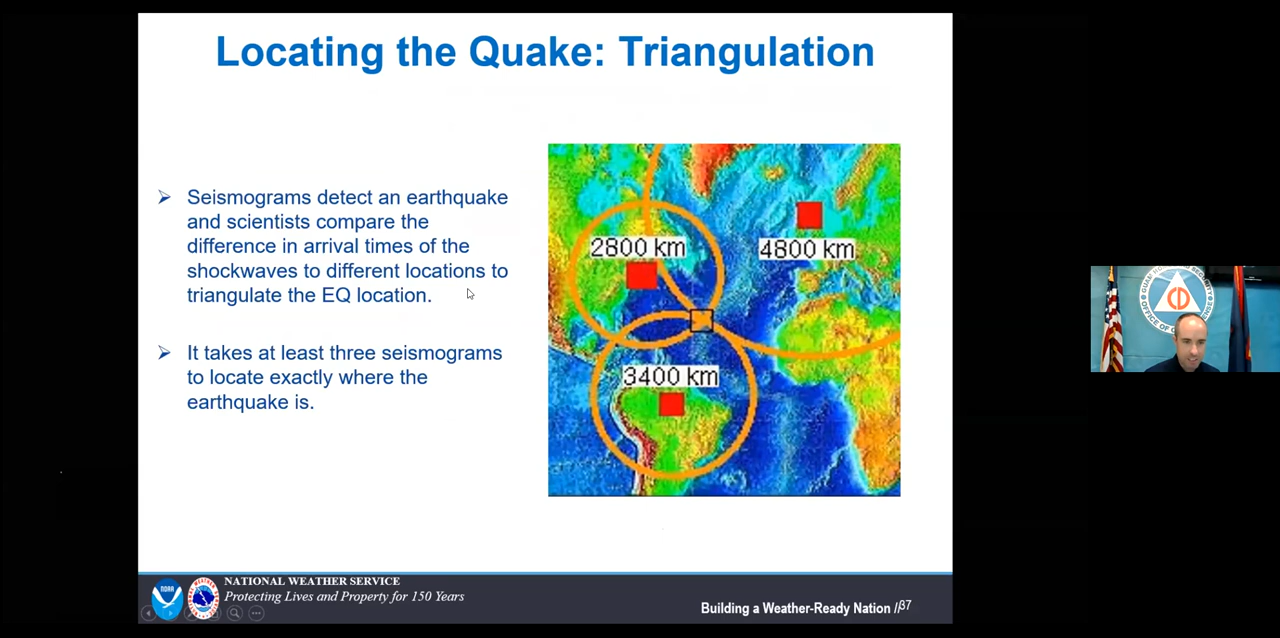 Locating the Quake: Triangulation
➢ Seismograms detect an earthquake
and scientists compare the
difference in arrival times of the
shockwaves to different locations to
triangulate the EQ location.
➢ It takes at least three seismograms
to locate exactly where the
earthquake is.
2800 km
4800 km
3400 km
NOAA
NATIONAL WEATHER SERVICE
Protecting Lives and Property for 150 Years
Building a Weather-Ready Nation // 37